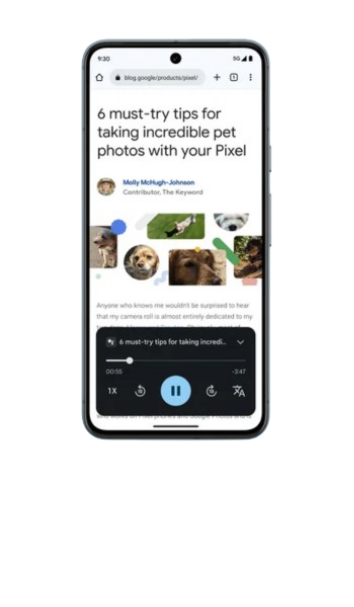 9:30
5G
blog.google/products/pixel/
6 must-try tips for
taking incredible pet
photos with your Pixel
Molly McHugh-Johnson
Contributor, The Keyword
Anyone who knows me wouldn't be surprised to hear
that my camera roll is almost entirely dedicated to my
6 must-try tips for taking incredi..
00:55
-3:47
1X
10
10